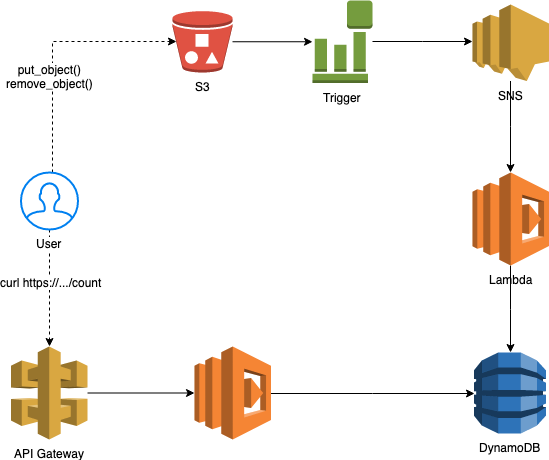 put_object()
remove_object()
S3
Trigger
SNS
User
Lambda
curl https://.../count
API Gateway
DynamoDB